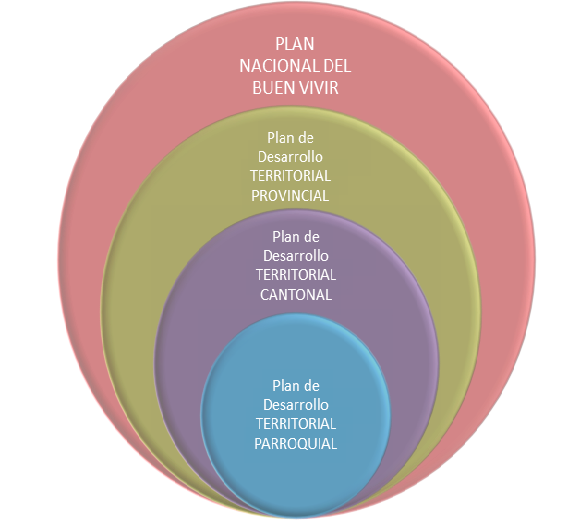 PLAN
NACIONAL DEL
BUEN VIVIR
Plan de
Desarrollo
TERRITORIAL
PROVINCIAL
Plan de
Desarrollo
TERRITORIAL
CANTONAL
Plan de
Desarrollo
TERRITORIAL
PARROQUIAL